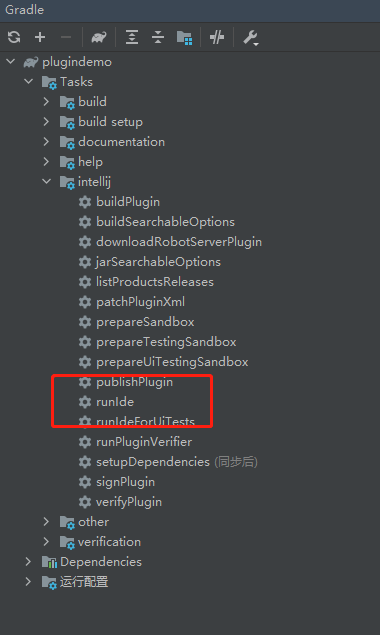 Gradle
plugindemo
Tasks
build
build setup
documentation
help
intellij
buildPlugin
buildSearchableOptions
downloadRobotServerPlugin
jarSearchableOptions
listProductsReleases
patchPluginXml
prepareSandbox
prepareTestingSandbox
prepareUiTestingSandbox
publishPlugin
runIde
runIdeForUiTests
runPluginVerifier
setupDependencies (同步后)
signPlugin
verifyPlugin
other
verification
Dependencies
运行配置